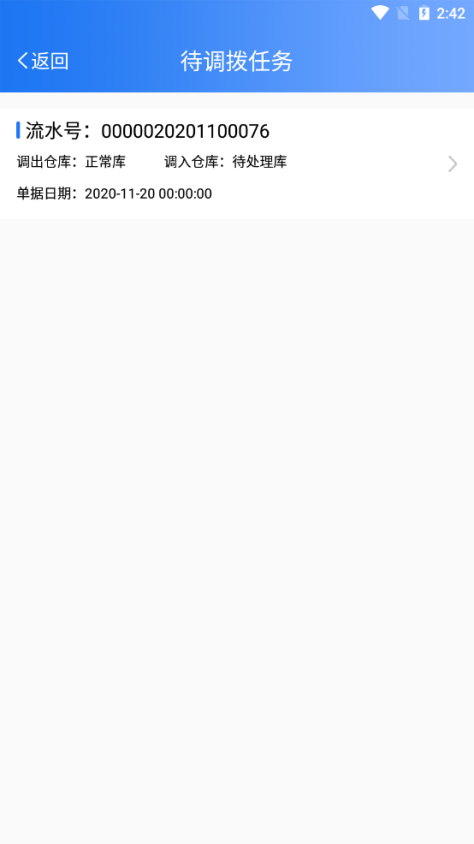 2:42
返回
待调拨任务
流水号：0000020201100076
调出仓库：正常库 调入仓库：待处理库
单据日期：2020-11-20 00:00:00